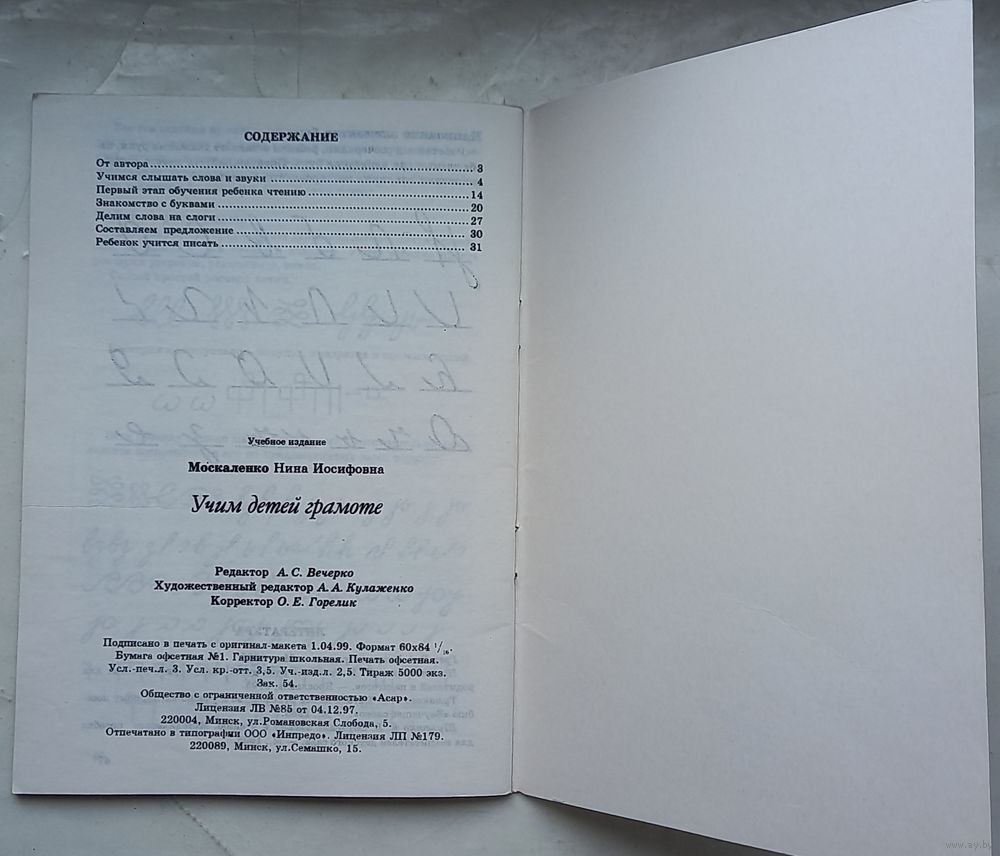 СОДЕРЖАНИЕ
От автора........ 3
Учимся слышать слова и звуки ........ 4
Первый этап обучения ребенка чтению ........ 14
Знакомство с буквами ........ 20
Делим слова на слоги ........ 27
Составляем предложение ........ 30
Ребенок учится писать ........ 31
Учебное издание
Москаленко Нина Иосифовна
Учим детей грамоте
Редактор А. С. Вечерко
Художественный редактор А. А. Кулаженко
Корректор О. Е. Горелик
Подписано в печать с оригинал-макета 1.04.99. Формат 60х84 1/16.
Бумага офсетная №1. Гарнитура школьная. Печать офсетная.
Усл.-печ.л. 3. Усл. кр.-отт. 3,5. Уч.-изд.л. 2,5. Тираж 5000 экз.
Зак. 54.
Общество с ограниченной ответственностью «Асар».
Лицензия ЛВ №85 от 04.12.97.
220004, Минск, ул.Романовская Слобода, 5.
Отпечатано в типографии ООО «Инпредо». Лицензия ЛП №179.
220089, Минск, ул.Семашко, 15.
www.ay.by